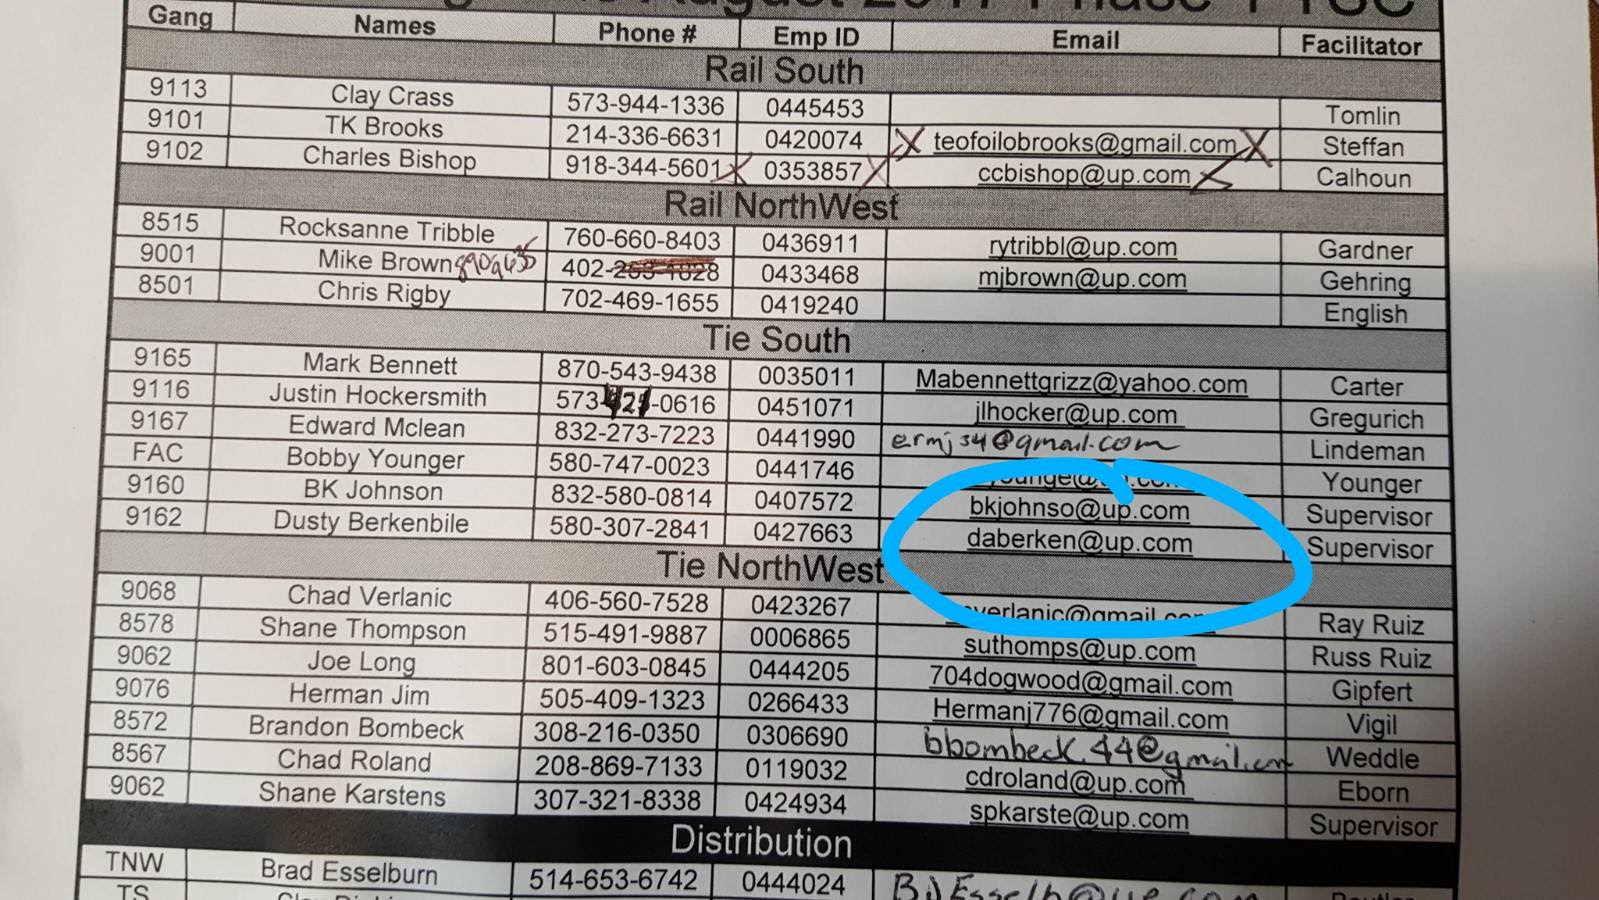 August 2017 Phase 1 TSC
Gang Names Phone # Emp ID Email Facilitator
Rail South
9113 Clay Crass 573-944-1336 0445453 Tomlin
9101 TK Brooks 214-336-6631 0420074 X teofoilobrooks@gmail.com X Steffan
9102 Charles Bishop 918-344-5601 X 0353857 X ccbishop@up.com Calhoun
Rail NorthWest
8515 Rocksanne Tribble 760-660-8403 0436911 rytribbl@up.com Gardner
9001 Mike Brown 402- 0433468 mjbrown@up.com Gehring
8501 Chris Rigby 702-469-1655 0419240 English
Tie South
9165 Mark Bennett 870-543-9438 0035011 Mabennettgrizz@yahoo.com Carter
9116 Justin Hockersmith 573-421-0616 0451071 jlhocker@up.com Gregurich
9167 Edward Mclean 832-273-7223 0441990 ermjs4@gmail.com Lindeman
FAC Bobby Younger 580-747-0023 0441746 Younger
9160 BK Johnson 832-580-0814 0407572 bkjohnso@up.com Supervisor
9162 Dusty Berkenbile 580-307-2841 0427663 daberken@up.com Supervisor
Tie NorthWest
9068 Chad Verlanic 406-560-7528 0423267 Ray Ruiz
8578 Shane Thompson 515-491-9887 0006865 suthomps@up.com Russ Ruiz
9062 Joe Long 801-603-0845 0444205 704dogwood@gmail.com Gipfert
9076 Herman Jim 505-409-1323 0266433 Hermanj776@gmail.com Vigil
8572 Brandon Bombeck 308-216-0350 0306690 bbombeck.44@gmail.com Weddle
8567 Chad Roland 208-869-7133 0119032 cdroland@up.com Eborn
9062 Shane Karstens 307-321-8338 0424934 spkarste@up.com Supervisor
Distribution
TNW Brad Esselburn 514-653-6742 0444024
TS